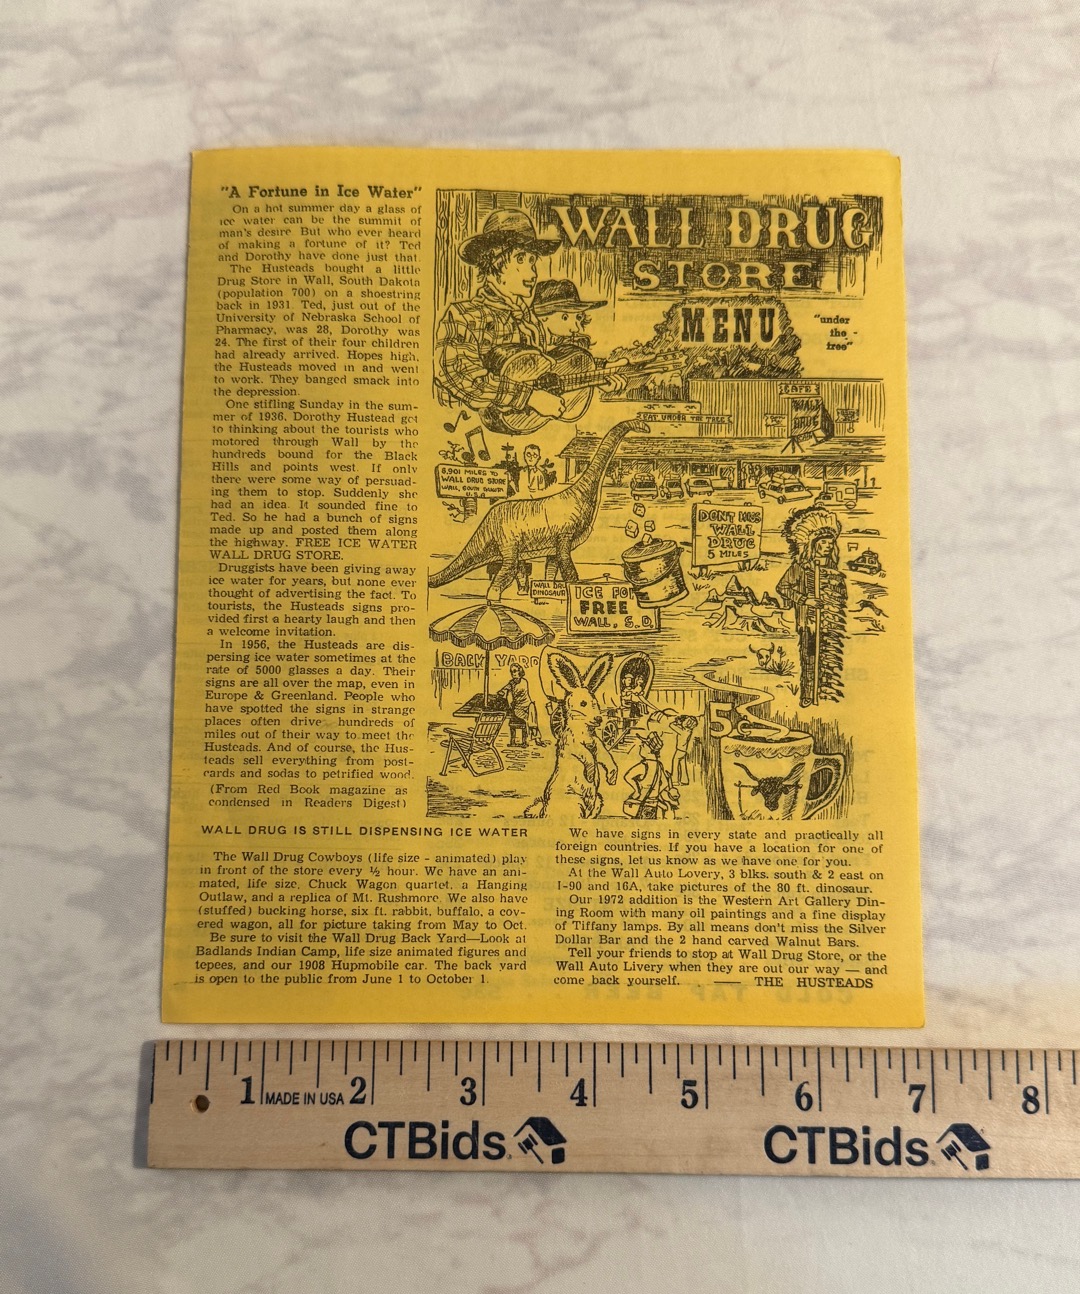 "A Fortune in Ice Water"
On a hot summer day a glass of
ice water can be the summit of
man's desire But who ever heard
of making a fortune of it? Ted
and Dorothy have done just that.
The Husteads bought a little
Drug Store in Wall, South Dakota
(population 700) on a shoestring
back in 1931. Ted, just out of the
University of Nebraska School of
Pharmacy, was 28, Dorothy was
24. The first of their four children
had already arrived. Hopes high,
the Husteads moved in and went
to work. They banged smack into
the depression.
One stifling Sunday in the sum-
mer of 1936, Dorothy Hustead got
to thinking about the tourists who
motored through Wall by the
hundreds bound for the Black
Hills and points west. If only
there were some way of persuad-
ing them to stop. Suddenly she
had an idea. It sounded fine to
Ted. So he had a bunch of signs
made up and posted them along
the highway. FREE ICE WATER
WALL DRUG STORE.
Druggists have been giving away
ice water for years, but none ever
thought of advertising the fact. To
tourists, the Husteads signs pro-
vided first a hearty laugh and then
a welcome invitation.
In 1956, the Husteads are dis-
persing ice water sometimes at the
rate of 5000 glasses a day. Their
signs are all over the map, even in
Europe & Greenland. People who
have spotted the signs in strange
places often drive hundreds of
miles out of their way to meet the
Husteads. And of course, the Hus-
teads sell everything from post-
cards and sodas to petrified wood.
(From Red Book magazine as
condensed in Readers Digest)
WALL DRUG
STORE
MENU
"under
the
tree"
CAFE
WALL
DRUG
EAT UNDER THE TREE
8,901 MILES TO
WALL DRUG STORE
WALL, SOUTH DAKOTA
U.S.A
DON'T MISS
WALL
DRUG
5 MILES
WALL DRUG
DINOSAUR
ICE FOR
FREE
WALL, S.D.
BACK YARD
5¢
WALL DRUG IS STILL DISPENSING ICE WATER
The Wall Drug Cowboys (life size - animated) play
in front of the store every ½ hour. We have an ani-
mated, life size, Chuck Wagon quartet, a Hanging
Outlaw, and a replica of Mt. Rushmore. We also have
(stuffed) bucking horse, six ft. rabbit, buffalo, a cov-
ered wagon, all for picture taking from May to Oct.
Be sure to visit the Wall Drug Back Yard—Look at
Badlands Indian Camp, life size animated figures and
tepees, and our 1908 Hupmobile car. The back yard
is open to the public from June 1 to October 1.
We have signs in every state and practically all
foreign countries. If you have a location for one of
these signs, let us know as we have one for you.
At the Wall Auto Lovery, 3 blks. south & 2 east on
I-90 and 16A, take pictures of the 80 ft. dinosaur.
Our 1972 addition is the Western Art Gallery Din-
ing Room with many oil paintings and a fine display
of Tiffany lamps. By all means don't miss the Silver
Dollar Bar and the 2 hand carved Walnut Bars.
Tell your friends to stop at Wall Drug Store, or the
Wall Auto Livery when they are out our way — and
come back yourself. —— THE HUSTEADS
1 MADE IN USA 2 3 4 5 6 7 8
CTBids CTBids